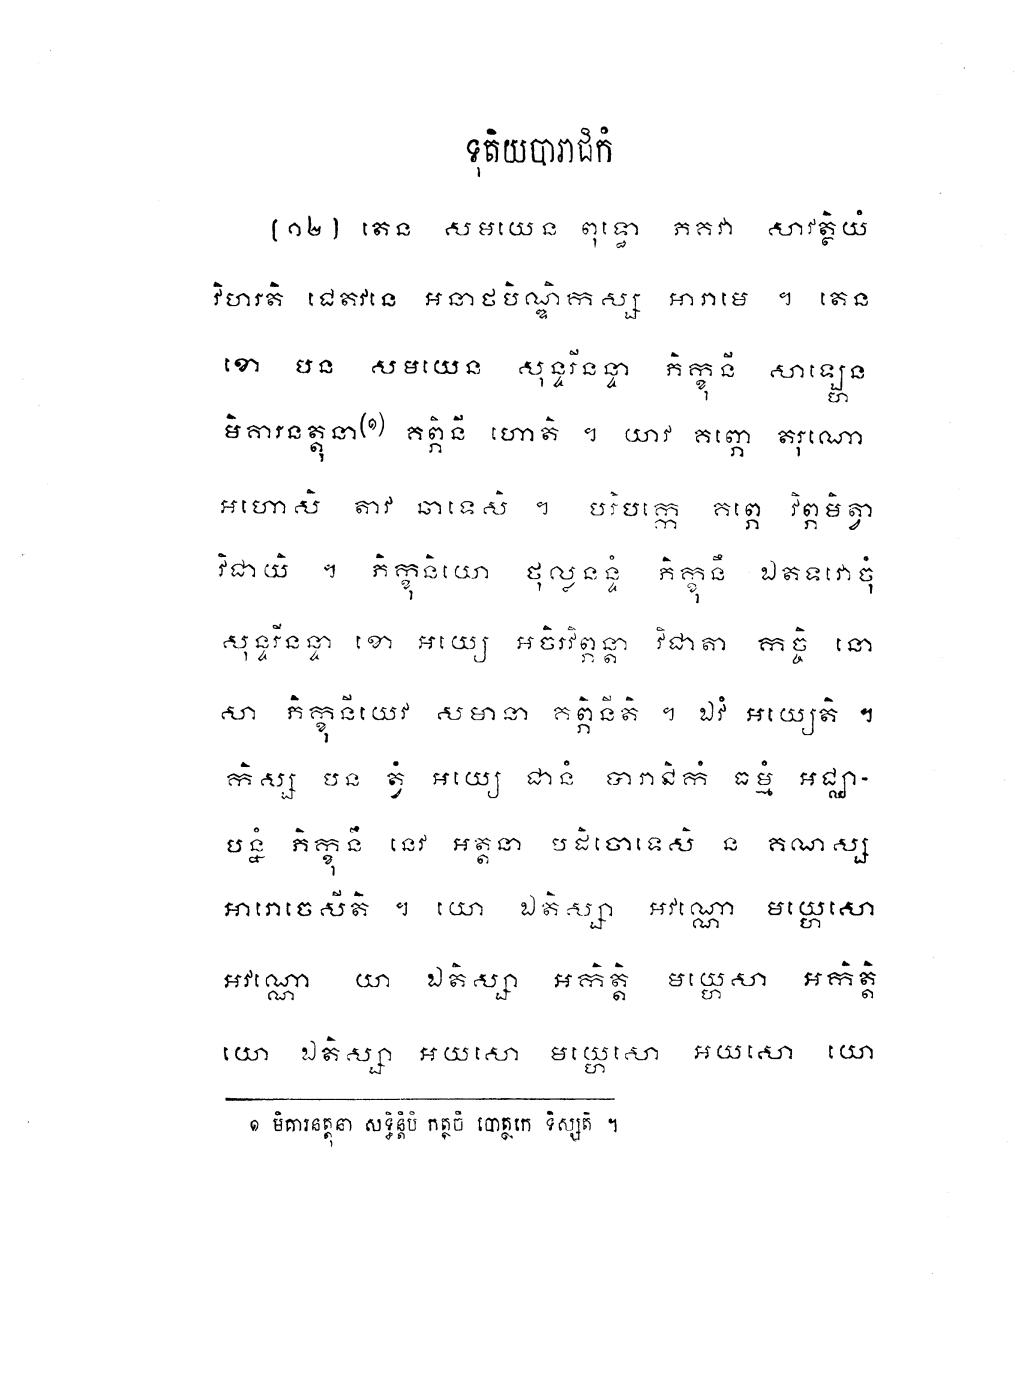 ទុតិយបារាជិកំ
(១២) តេន សមយេន ពុទ្ធោ ភគវា សាវត្ថិយំ
វិហរតិ ជេតវនេ អនាថបិណ្ឌិកស្ស អារាមេ ។ តេន
ខោ បន សមយេន សុន្ទរីនន្ទា ភិក្ខុនី សាឡ្ហេន
មិគារនត្តុនា(១) គព្ភិនី ហោតិ ។ យាវ គព្ភោ តរុណោ
អហោសិ តាវ ឆាទេសិ ។ បរិបក្កេ គព្ភេ វិព្ភមិត្វា
វិជាយិ ។ ភិក្ខុនិយោ ថុល្លនន្ទំ ភិក្ខុនឹ ឯតទវោចុំ
សុន្ទរីនន្ទា ខោ អយ្យេ អចិរវិព្ភន្តា វិជាតា កច្ចិ នោ
សា ភិក្ខុនីយេវ សមានា គព្ភិនីតិ ។ ឯវំ អយ្យេតិ ។
កិស្ស បន ត្វំ អយ្យេ ជានំ បារាជិកំ ធម្មំ អជ្ឈា-
បន្នំ ភិក្ខុនឹ នេវ អត្តនា បដិចោទេសិ ន គណស្ស
អារោចេសីតិ ។ យោ ឯតិស្សា អវណ្ណោ មយ្ហេសោ
អវណ្ណោ យា ឯតិស្សា អកិត្តិ មយ្ហេសា អកិត្តិ
យោ ឯតិស្សា អយសោ មយ្ហេសោ អយសោ យោ
១ មិគារនត្តុនា សទ្ធិន្តិបំ កត្ថចិ បោត្ថកេ ទិស្សតិ ។